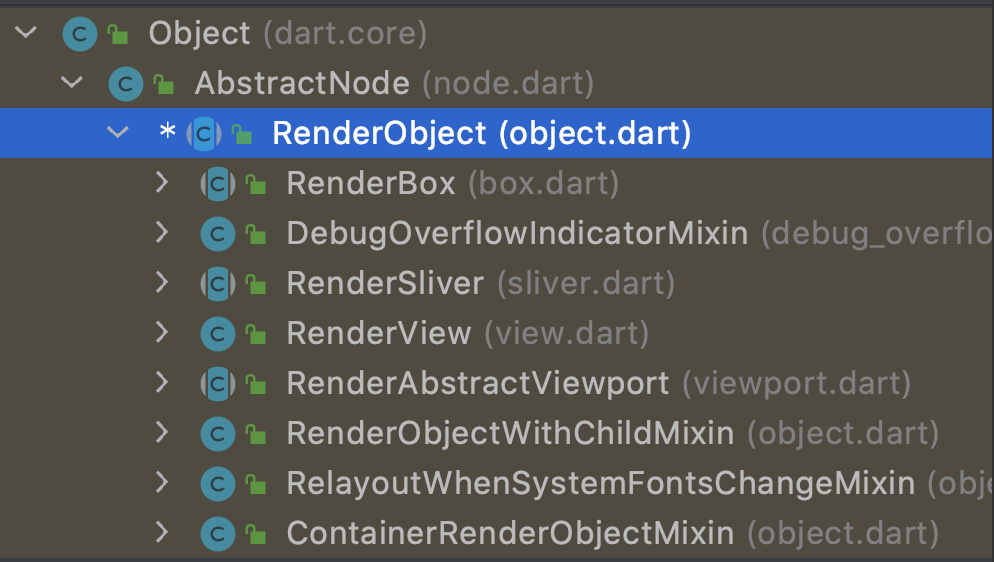 Object (dart.core)
AbstractNode (node.dart)
* RenderObject (object.dart)
RenderBox (box.dart)
DebugOverflowIndicatorMixin (debug_overflo
RenderSliver (sliver.dart)
RenderView (view.dart)
RenderAbstractViewport (viewport.dart)
RenderObjectWithChildMixin (object.dart)
RelayoutWhenSystemFontsChangeMixin (obje
ContainerRenderObjectMixin (object.dart)